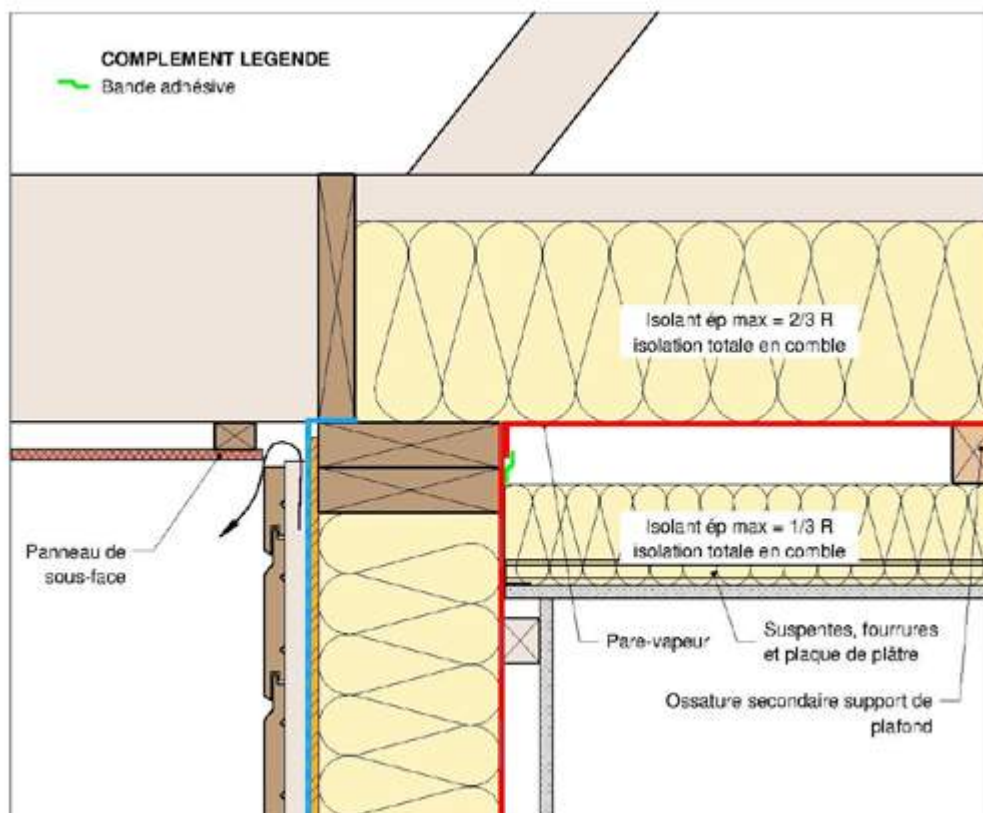 COMPLEMENT LEGENDE
Bande adhésive
Isolant ép max = 2/3 R
isolation totale en comble
Isolant ép max = 1/3 R
isolation totale en comble
Panneau de
sous-face
Pare-vapeur
Suspentes, fourrures
et plaque de plâtre
Ossature secondaire support de
plafond